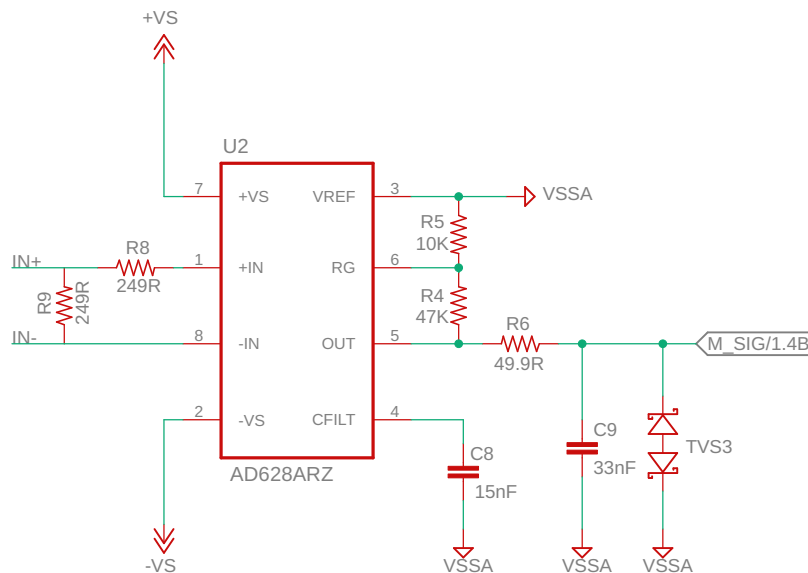 +VS
U2
7
+VS
VREF
3
VSSA
R5
10K
IN+
R8
249R
1
+IN
RG
6
R9
249R
R4
47K
IN-
8
-IN
OUT
5
R6
49.9R
M_SIG/1.4B
2
-VS
CFILT
4
C8
15nF
C9
33nF
TVS3
AD628ARZ
-VS
VSSA
VSSA
VSSA